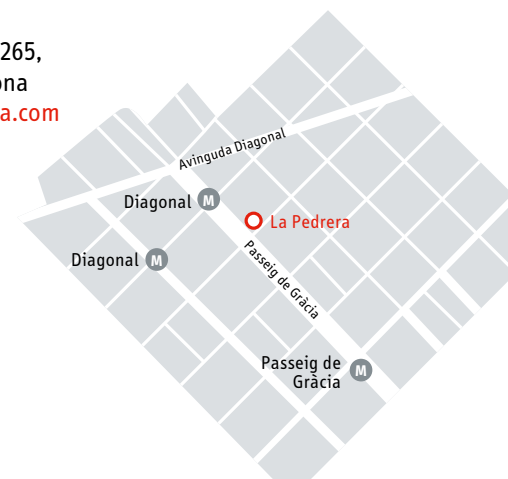 265,
ona
a.com
Avinguda Diagonal
Diagonal M
La Pedrera
Diagonal M
Passeig de Gràcia
Passeig de
Gràcia M